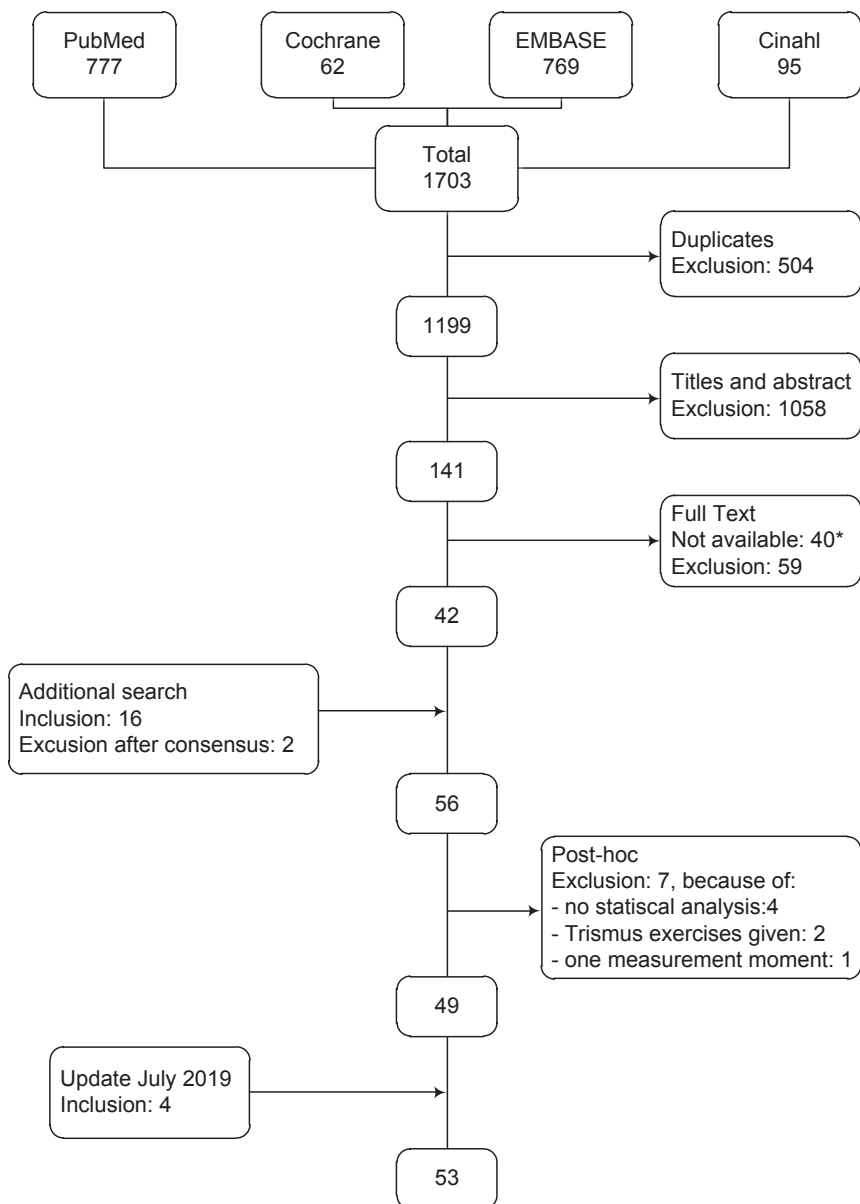 PubMed
777
Cochrane
62
EMBASE
769
Cinahl
95
Total
1703
Duplicates
Exclusion: 504
1199
Titles and abstract
Exclusion: 1058
141
Full Text
Not available: 40*
Exclusion: 59
42
Additional search
Inclusion: 16
Excusion after consensus: 2
56
Post-hoc
Exclusion: 7, because of:
- no statiscal analysis:4
- Trismus exercises given: 2
- one measurement moment: 1
49
Update July 2019
Inclusion: 4
53